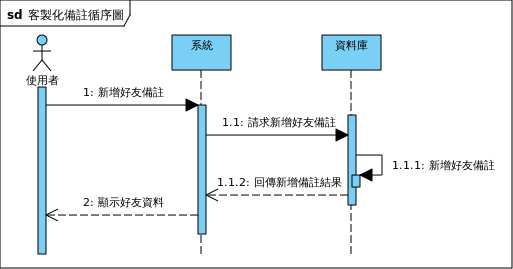 sd 客製化備註循序圖
使用者
系統
資料庫
1: 新增好友備註
1.1: 請求新增好友備註
1.1.1: 新增好友備註
1.1.2: 回傳新增備註結果
2: 顯示好友資料